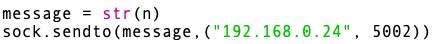 message = str(n)
sock.sendto(message,("192.168.0.24", 5002))